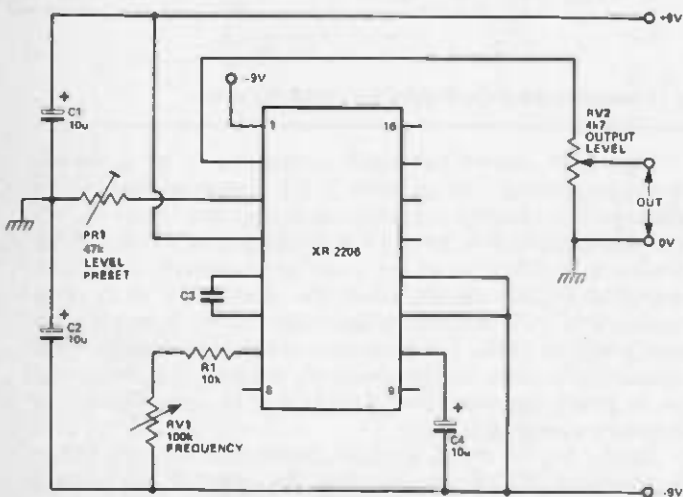 +9V
-9V
C1
10u
1
16
RV2
4k7
OUTPUT
LEVEL
OUT
PR1
47k
LEVEL
PRESET
XR 2206
0V
C3
C2
10u
R1
10k
8
9
RV1
100k
FREQUENCY
C4
10u
-9V